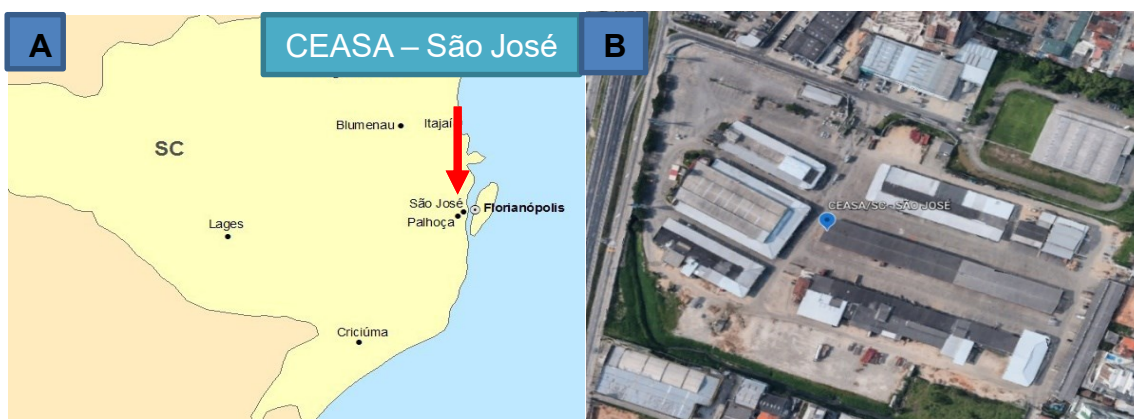 A
CEASA – São José
B
Blumenau
Itajaí
SC
São José
Florianópolis
Palhoça
Lages
Criciúma
CEASA/SC - SÃO JOSÉ